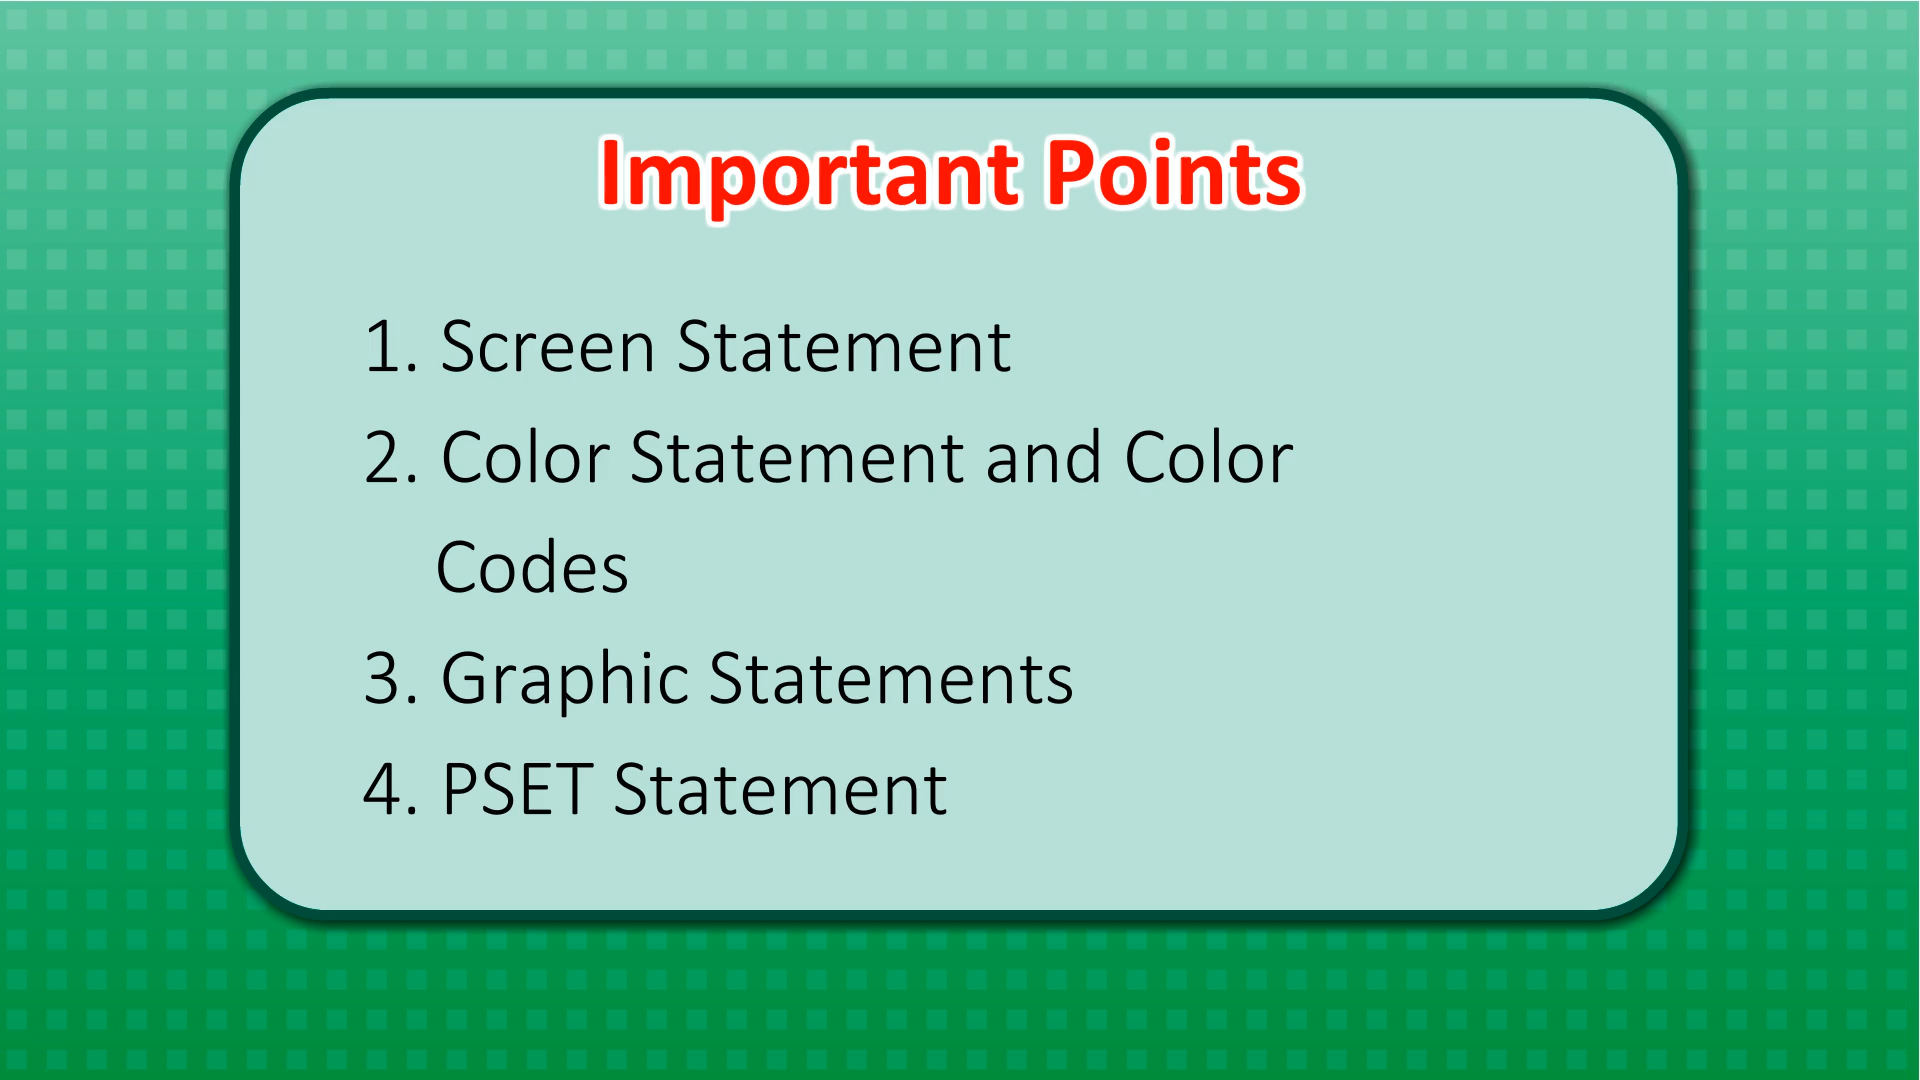 Important Points
1. Screen Statement
2. Color Statement and Color
Codes
3. Graphic Statements
4. PSET Statement